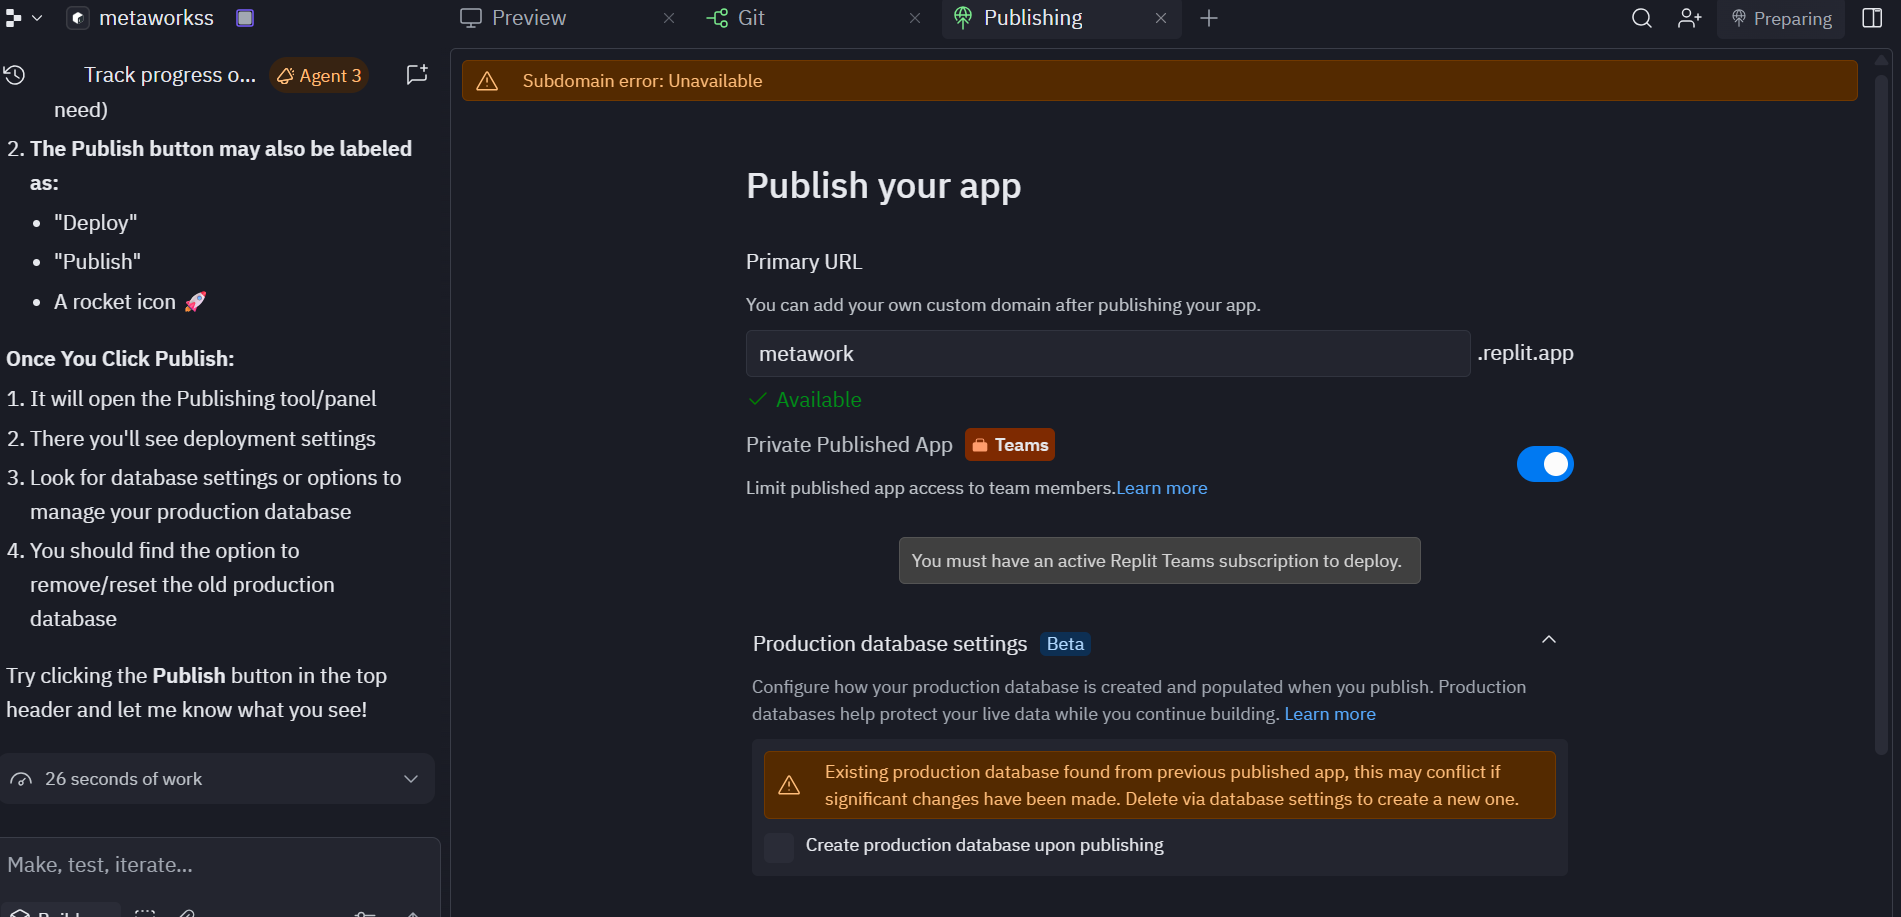 metaworkss
Preview
Git
Publishing
Preparing
Track progress o...
Agent 3
need)
2. The Publish button may also be labeled
as:
• "Deploy"
• "Publish"
• A rocket icon 🚀
Once You Click Publish:
1. It will open the Publishing tool/panel
2. There you'll see deployment settings
3. Look for database settings or options to
manage your production database
4. You should find the option to
remove/reset the old production
database
Try clicking the Publish button in the top
header and let me know what you see!
26 seconds of work
Make, test, iterate...
Subdomain error: Unavailable
Publish your app
Primary URL
You can add your own custom domain after publishing your app.
metawork
.replit.app
Available
Private Published App
Teams
Limit published app access to team members.Learn more
You must have an active Replit Teams subscription to deploy.
Production database settings
Beta
Configure how your production database is created and populated when you publish. Production
databases help protect your live data while you continue building. Learn more
Existing production database found from previous published app, this may conflict if
significant changes have been made. Delete via database settings to create a new one.
Create production database upon publishing